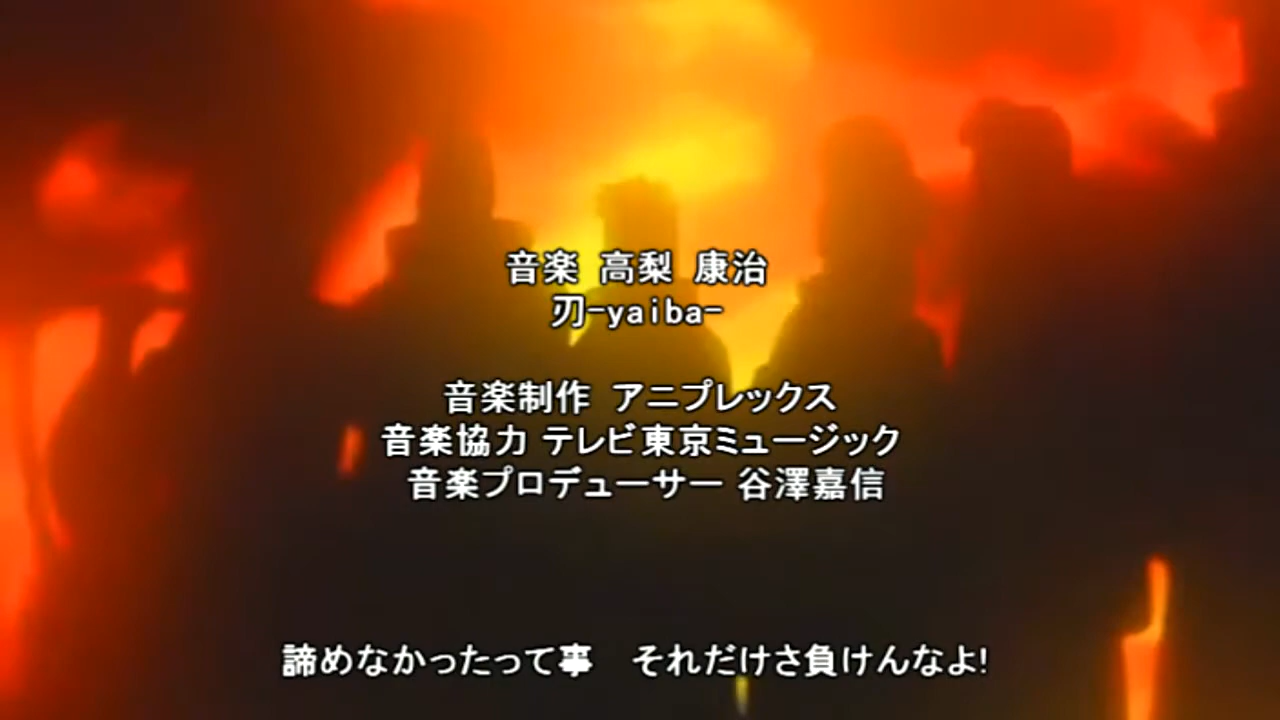 音楽 高梨 康治
刃-yaiba-
音楽制作 アニプレックス
音楽協力 テレビ東京ミュージック
音楽プロデューサー 谷澤嘉信
諦めなかったって事 それだけさ負けんなよ!